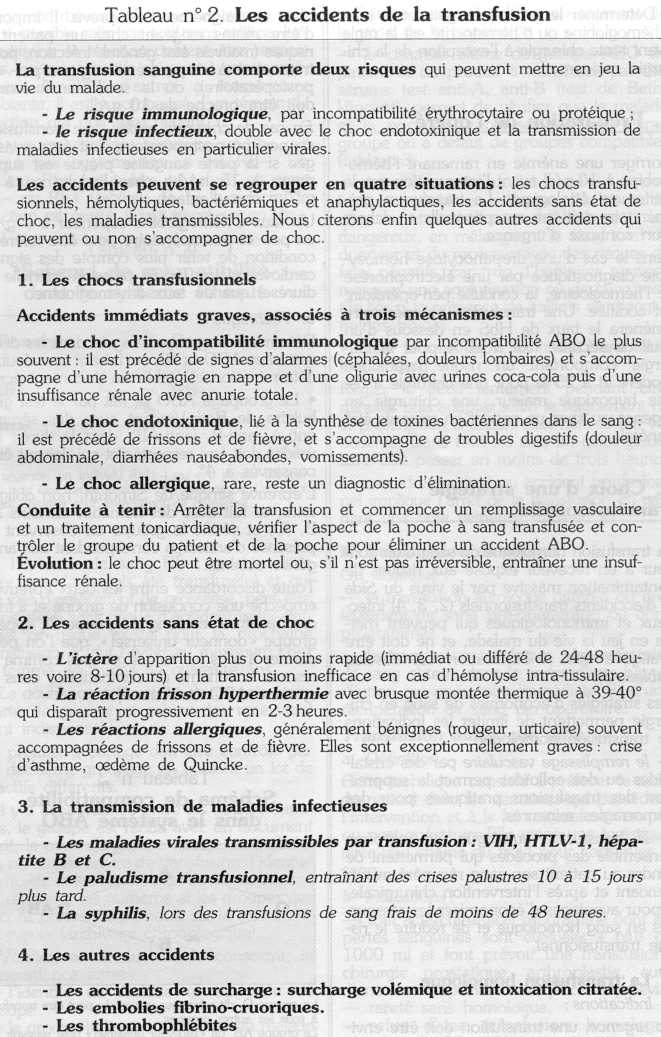 Tableau n° 2. Les accidents de la transfusion
La transfusion sanguine comporte deux risques qui peuvent mettre en jeu la
vie du malade.
- Le risque immunologique, par incompatibilité érythrocytaire ou protéique ;
- le risque infectieux, double avec le choc endotoxinique et la transmission de
maladies infectieuses en particulier virales.
Les accidents peuvent se regrouper en quatre situations : les chocs transfu-
sionnels, hémolytiques, bactériémiques et anaphylactiques, les accidents sans état de
choc, les maladies transmissibles. Nous citerons enfin quelques autres accidents qui
peuvent ou non s'accompagner de choc.
1. Les chocs transfusionnels
Accidents immédiats graves, associés à trois mécanismes :
- Le choc d'incompatibilité immunologique par incompatibilité ABO le plus
souvent : il est précédé de signes d'alarmes (céphalées, douleurs lombaires) et s'accom-
pagne d'une hémorragie en nappe et d'une oligurie avec urines coca-cola puis d'une
insuffisance rénale avec anurie totale.
- Le choc endotoxinique, lié à la synthèse de toxines bactériennes dans le sang :
il est précédé de frissons et de fièvre, et s'accompagne de troubles digestifs (douleur
abdominale, diarrhées nauséabondes, vomissements).
- Le choc allergique, rare, reste un diagnostic d'élimination.
Conduite à tenir : Arrêter la transfusion et commencer un remplissage vasculaire
et un traitement tonicardiaque, vérifier l'aspect de la poche à sang transfusée et con-
trôler le groupe du patient et de la poche pour éliminer un accident ABO.
Évolution : le choc peut être mortel ou, s'il n'est pas irréversible, entraîner une insuf-
fisance rénale.
2. Les accidents sans état de choc
- L'ictère d'apparition plus ou moins rapide (immédiat ou différé de 24-48 heu-
res voire 8-10 jours) et la transfusion inefficace en cas d'hémolyse intra-tissulaire.
- La réaction frisson hyperthermie avec brusque montée thermique à 39-40°
qui disparaît progressivement en 2-3 heures.
- Les réactions allergiques, généralement bénignes (rougeur, urticaire) souvent
accompagnées de frissons et de fièvre. Elles sont exceptionnellement graves : crise
d'asthme, œdème de Quincke.
3. La transmission de maladies infectieuses
- Les maladies virales transmissibles par transfusion : VIH, HTLV-1, hépa-
tite B et C.
- Le paludisme transfusionnel, entraînant des crises palustres 10 à 15 jours
plus tard.
- La syphilis, lors des transfusions de sang frais de moins de 48 heures.
4. Les autres accidents
- Les accidents de surcharge : surcharge volémique et intoxication citratée.
- Les embolies fibrino-cruoriques.
- Les thrombophlébites